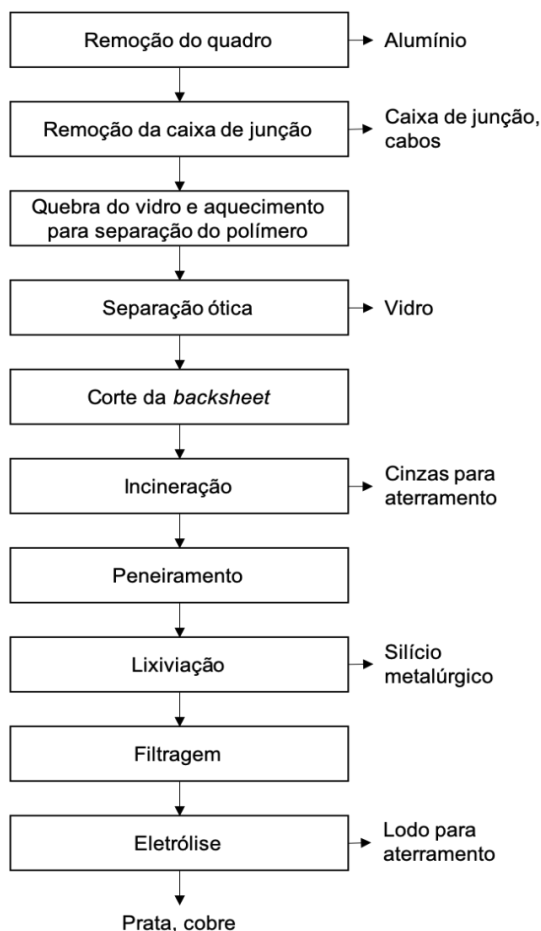 Remoção do quadro
Alumínio
Remoção da caixa de junção
Caixa de junção,
cabos
Quebra do vidro e aquecimento
para separação do polímero
Separação ótica
Vidro
Corte da backsheet
Incineração
Cinzas para
aterramento
Peneiramento
Lixiviação
Silício
metalúrgico
Filtragem
Eletrólise
Lodo para
aterramento
Prata, cobre